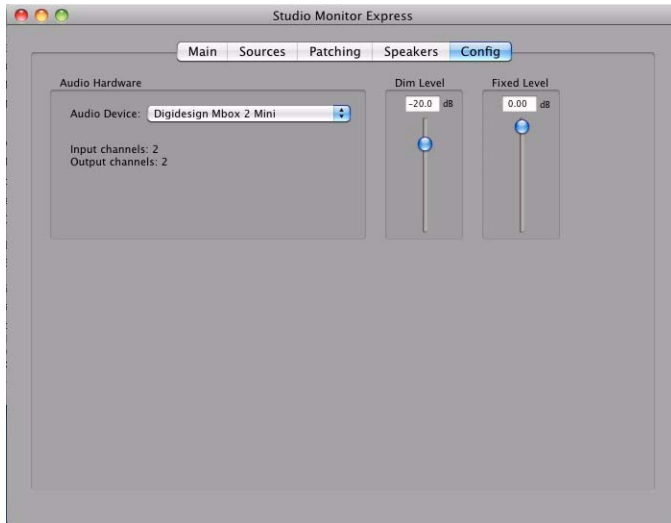 Studio Monitor Express
Main Sources Patching Speakers Config
Audio Hardware
Audio Device: Digidesign Mbox 2 Mini
Input channels: 2
Output channels: 2
Dim Level
-20.0 dB
Fixed Level
0.00 dB